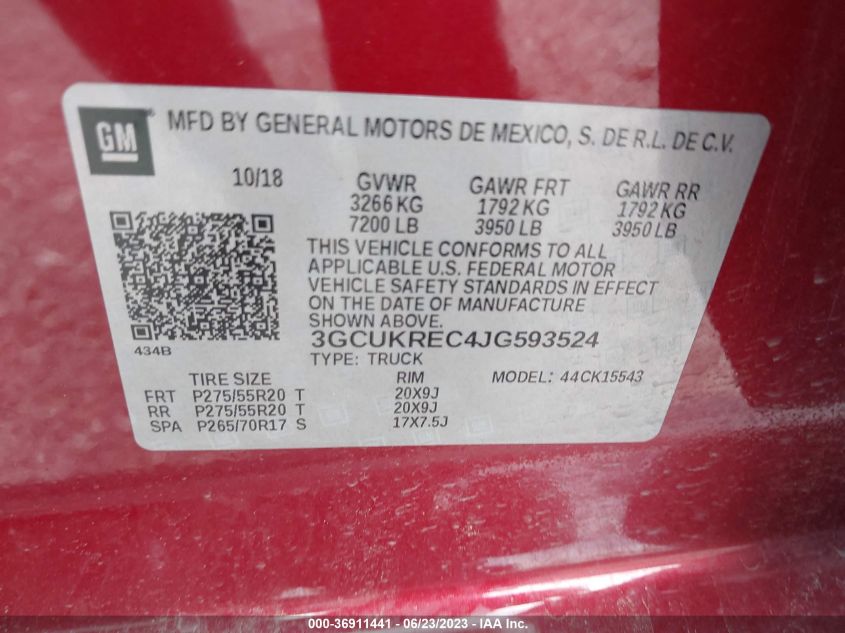 GM
®
MFD BY GENERAL MOTORS DE MEXICO, S. DE R.L. DE C.V.
10/18 GVWR GAWR FRT GAWR RR
3266 KG 1792 KG 1792 KG
7200 LB 3950 LB 3950 LB
THIS VEHICLE CONFORMS TO ALL
APPLICABLE U.S. FEDERAL MOTOR
VEHICLE SAFETY STANDARDS IN EFFECT
ON THE DATE OF MANUFACTURE
SHOWN ABOVE.
434B
3GCUKREC4JG593524
TYPE: TRUCK
TIRE SIZE RIM MODEL: 44CK15543
FRT P275/55R20 T 20X9J
RR P275/55R20 T 20X9J
SPA P265/70R17 S 17X7.5J
000-36911441 - 06/23/2023 - IMPACT AUTO AUCTIONS, INC.